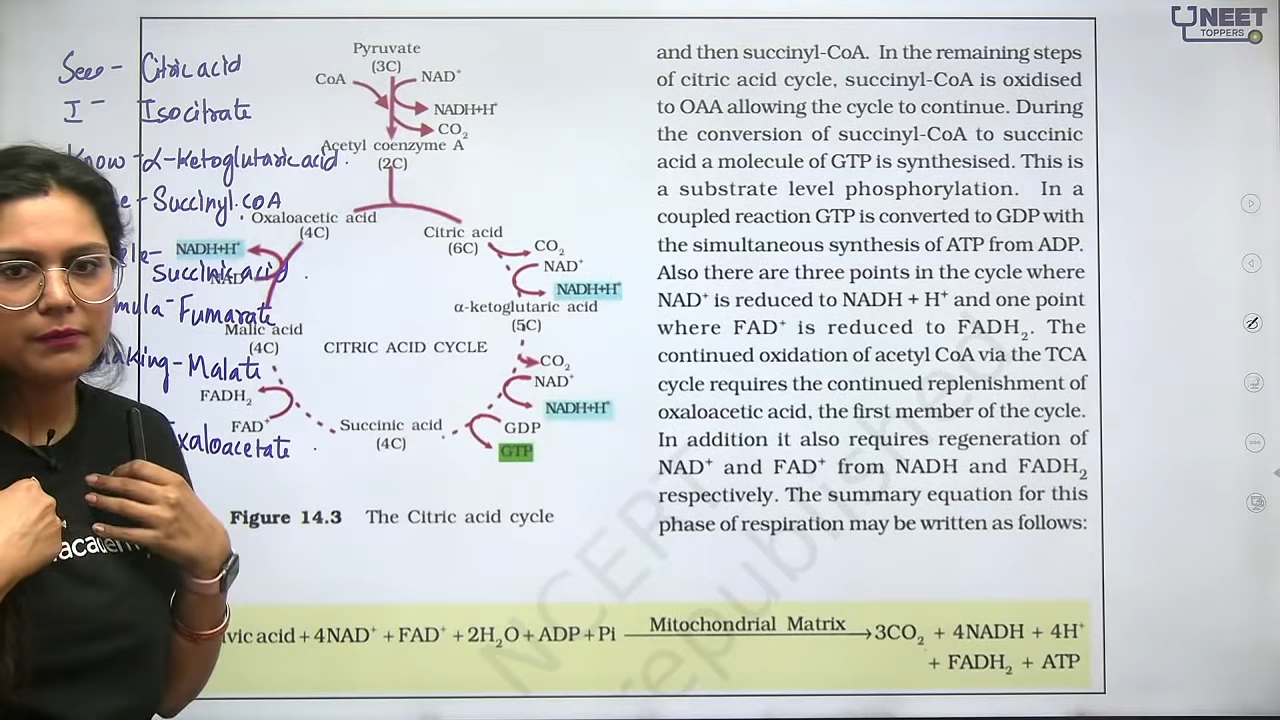 UNEET
TOPPERS
See - Citric acid
I - Isocitrate
Know - α-Ketoglutaric acid.
e - Succinyl.CoA
Succinic acid
mula - Fumarate
making - Malate
Oxaloacetate
Pyruvate
(3C)
CoA
NAD⁺
NADH+H⁺
CO₂
Acetyl coenzyme A
(2C)
Oxaloacetic acid
(4C)
Citric acid
(6C)
CO₂
NADH+H⁺
NAD⁺
NAD⁺
NADH+H⁺
α-ketoglutaric acid
(5C)
Malic acid
(4C)
CITRIC ACID CYCLE
CO₂
NAD⁺
NADH+H⁺
FADH₂
FAD⁺
Succinic acid
(4C)
GDP
GTP
Figure 14.3 The Citric acid cycle
and then succinyl-CoA. In the remaining steps
of citric acid cycle, succinyl-CoA is oxidised
to OAA allowing the cycle to continue. During
the conversion of succinyl-CoA to succinic
acid a molecule of GTP is synthesised. This is
a substrate level phosphorylation. In a
coupled reaction GTP is converted to GDP with
the simultaneous synthesis of ATP from ADP.
Also there are three points in the cycle where
NAD⁺ is reduced to NADH + H⁺ and one point
where FAD⁺ is reduced to FADH₂. The
continued oxidation of acetyl CoA via the TCA
cycle requires the continued replenishment of
oxaloacetic acid, the first member of the cycle.
In addition it also requires regeneration of
NAD⁺ and FAD⁺ from NADH and FADH₂
respectively. The summary equation for this
phase of respiration may be written as follows:
vic acid + 4NAD⁺ + FAD⁺ + 2H₂O + ADP + Pi Mitochondrial Matrix → 3CO₂ + 4NADH + 4H⁺
+ FADH₂ + ATP
NCERT
republished
academy